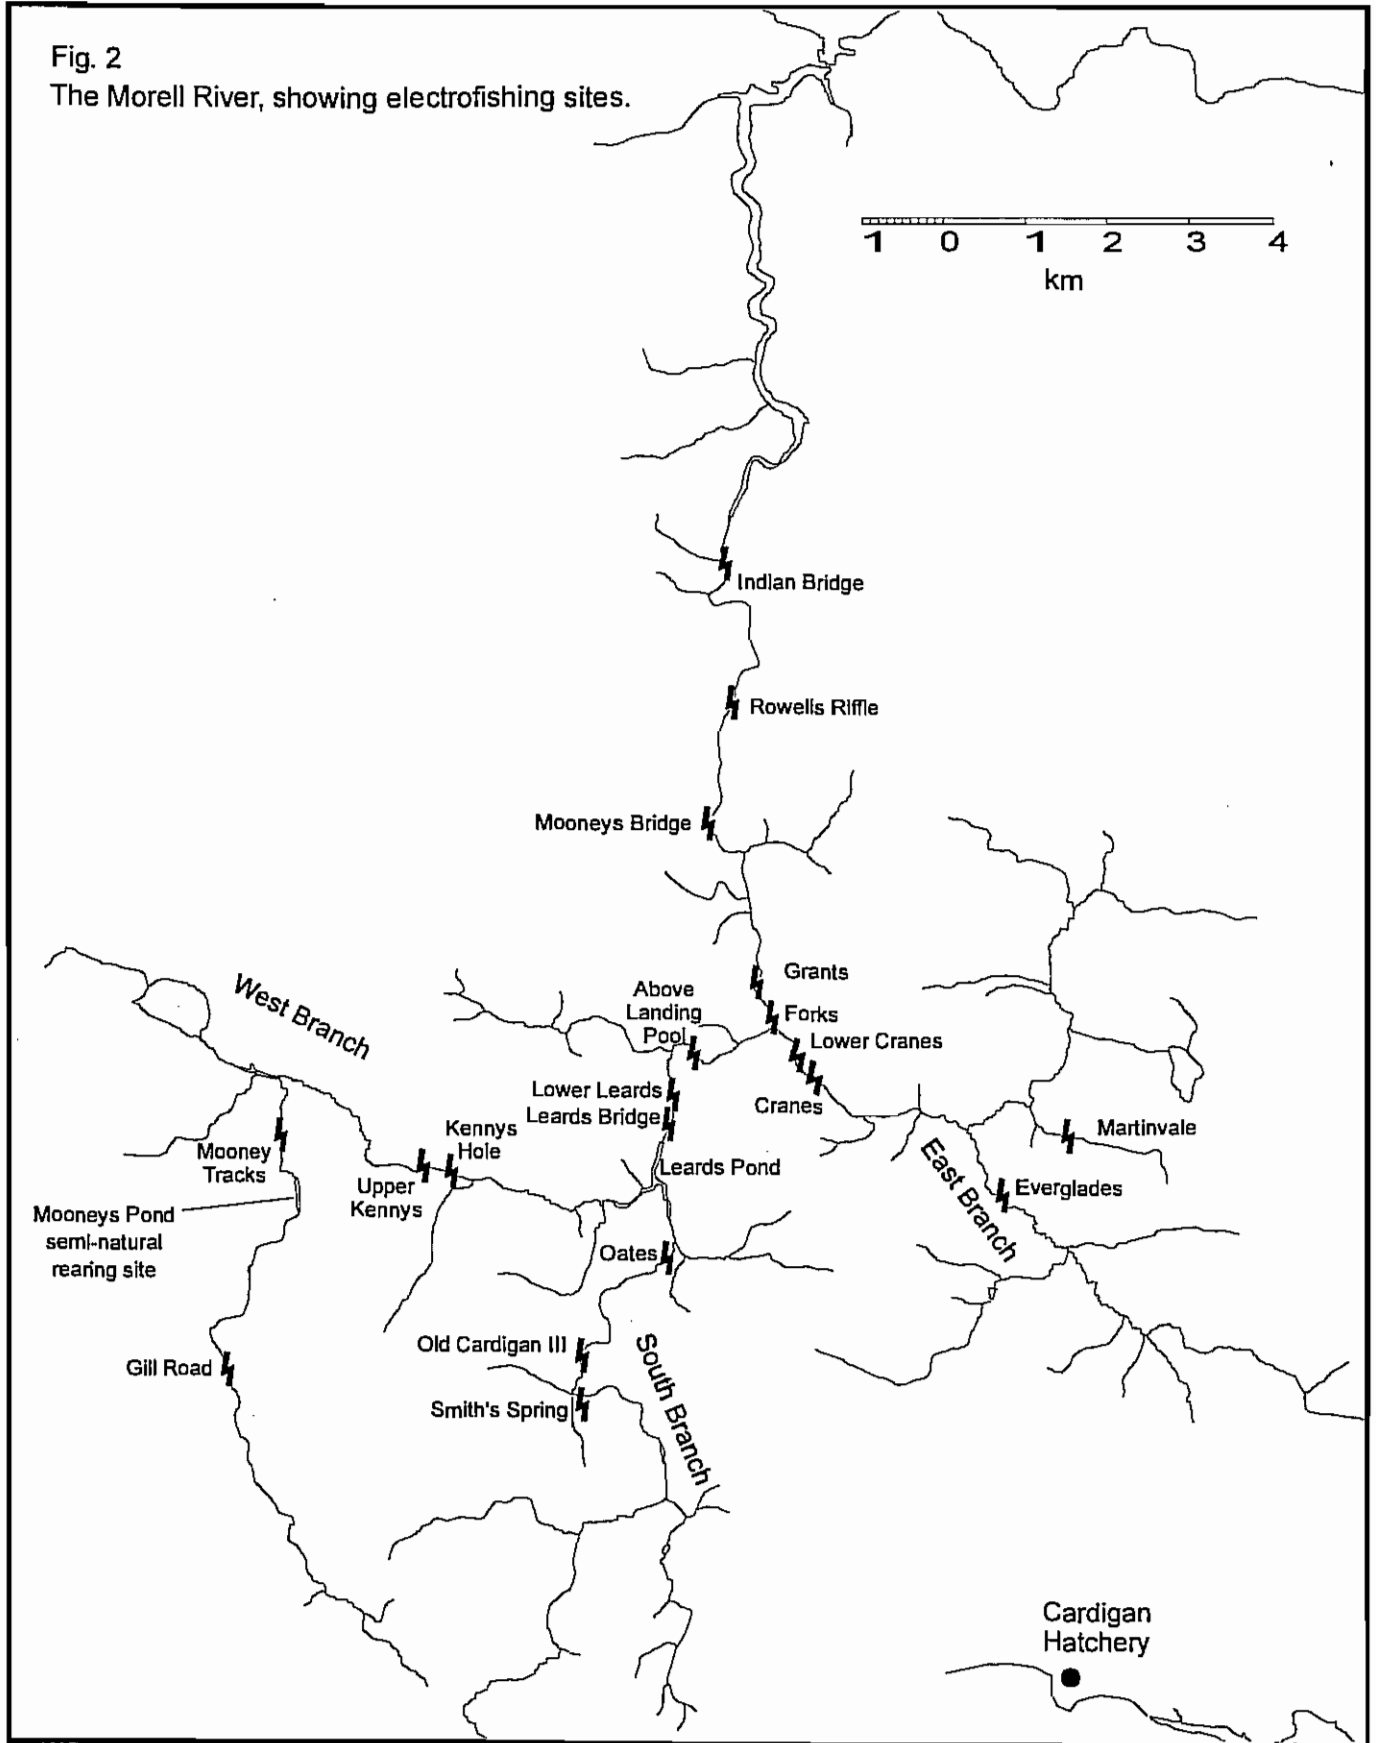 Fig. 2
The Morell River, showing electrofishing sites.
1 0 1 2 3 4
km
Indian Bridge
Rowells Riffle
Mooneys Bridge
Grants
Above
Landing
Pool
Forks
Lower Cranes
West Branch
Lower Leards
Leards Bridge
Cranes
Kennys
Hole
Martinvale
Mooney
Tracks
Leards Pond
Upper
Kennys
East Branch
Everglades
Mooneys Pond
semi-natural
rearing site
Oates
Old Cardigan III
South Branch
Gill Road
Smith's Spring
Cardigan
Hatchery